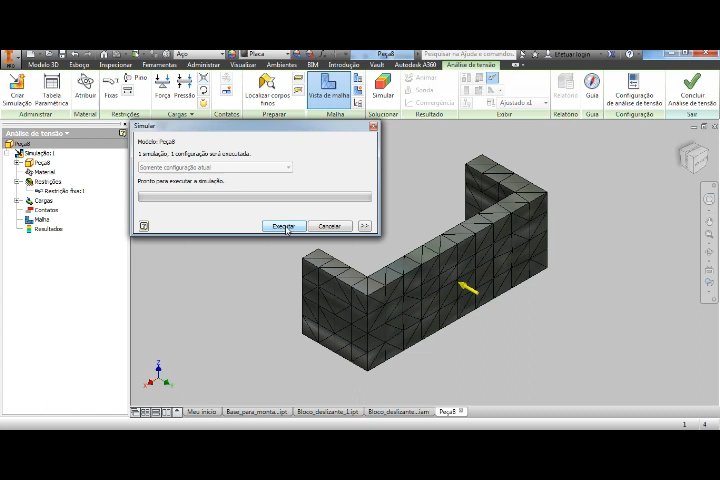 Aço
Placa
Peça8
Pesquisar na Ajuda e comandos.
Efetuar login
PRO
Modelo 3D
Esboço
Inspecionar
Ferramentas
Administrar
Visualizar
Ambientes
BIM
Introdução
Vault
Autodesk A360
Análise de tensão
Criar Simulação
Tabela Paramétrica
Atribuir
Fixas
Pino
Força
Pressão
Localizar corpos finos
Vista de malha
Simular
Animar
Sonda
Convergência
Ajustado xl.
Relatório
Guia
Configuração de análise de tensão
Concluir Análise de tensão
Administrar
Material
Restrições
Cargas
Contatos
Preparar
Malha
Solucionar
Exibir
Relatório
Guia
Configuração
Sair
Análise de tensão
Peça8
Simulação:1
Peça8
Material
Restrições
Restrição fixa:1
Cargas
Contatos
Malha
Resultados
Simular
Modelo: Peça8
1 simulação, 1 configuração será executada.
Somente configuração atual
Pronto para executar a simulação.
Executar
Cancelar
>>
Z
X
Y
Meu início
Base_para_monta...ipt
Bloco_deslizante_1.ipt
Bloco_deslizante...iam
Peça8
1
4